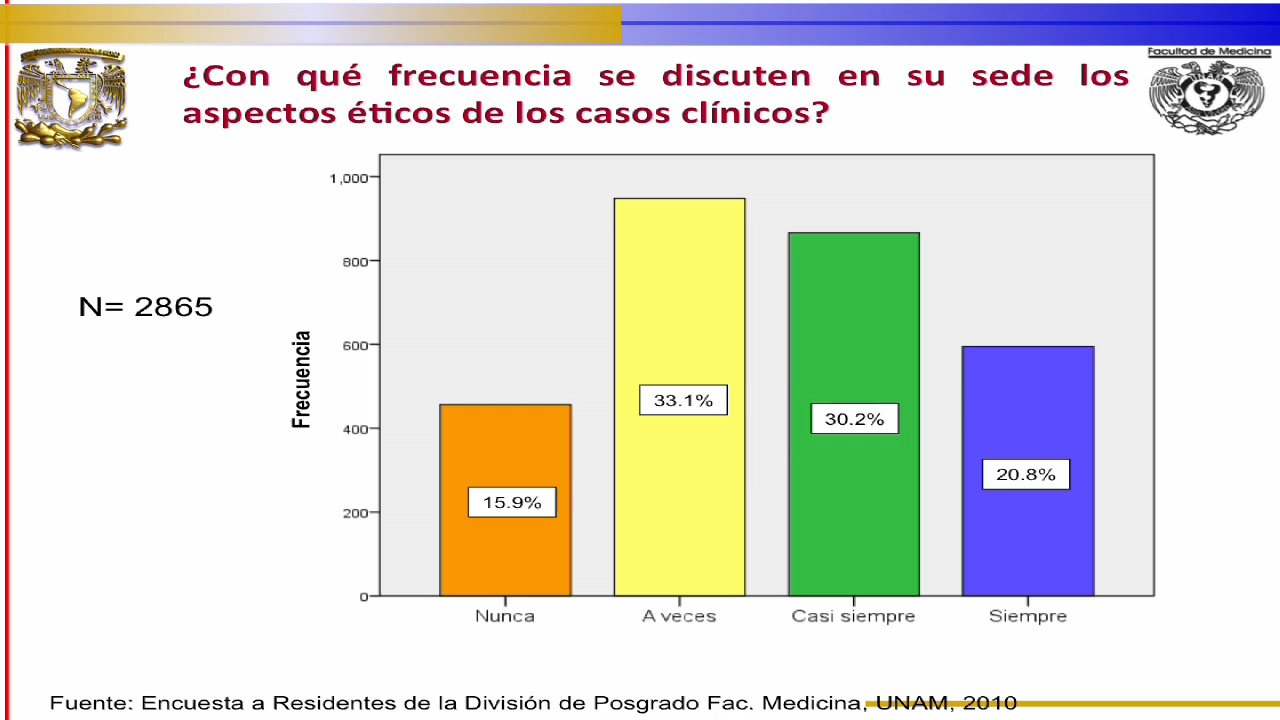 Facultad de Medicina
¿Con qué frecuencia se discuten en su sede los
aspectos éticos de los casos clínicos?
N= 2865
Frecuencia
1,000
800
600
400
200
0
15.9%
33.1%
30.2%
20.8%
Nunca
A veces
Casi siempre
Siempre
Fuente: Encuesta a Residentes de la División de Posgrado Fac. Medicina, UNAM, 2010